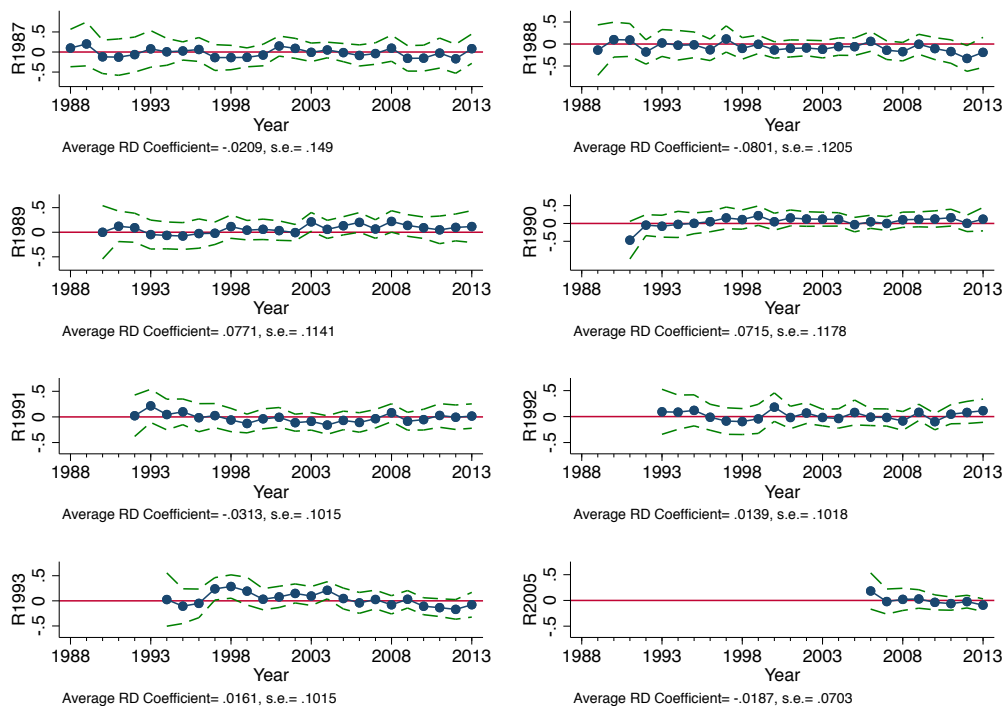 R1987
.5
0
-.5
1988 1993 1998 2003 2008 2013
Year
Average RD Coefficient= -.0209, s.e.= .149
R1988
.5
0
-.5
1988 1993 1998 2003 2008 2013
Year
Average RD Coefficient= -.0801, s.e.= .1205
R1989
.5
0
-.5
1988 1993 1998 2003 2008 2013
Year
Average RD Coefficient= .0771, s.e.= .1141
R1990
.5
0
-.5
1988 1993 1998 2003 2008 2013
Year
Average RD Coefficient= .0715, s.e.= .1178
R1991
.5
0
-.5
1988 1993 1998 2003 2008 2013
Year
Average RD Coefficient= -.0313, s.e.= .1015
R1992
.5
0
-.5
1988 1993 1998 2003 2008 2013
Year
Average RD Coefficient= .0139, s.e.= .1018
R1993
.5
0
-.5
1988 1993 1998 2003 2008 2013
Year
Average RD Coefficient= .0161, s.e.= .1015
R2005
.5
0
-.5
1988 1993 1998 2003 2008 2013
Year
Average RD Coefficient= -.0187, s.e.= .0703